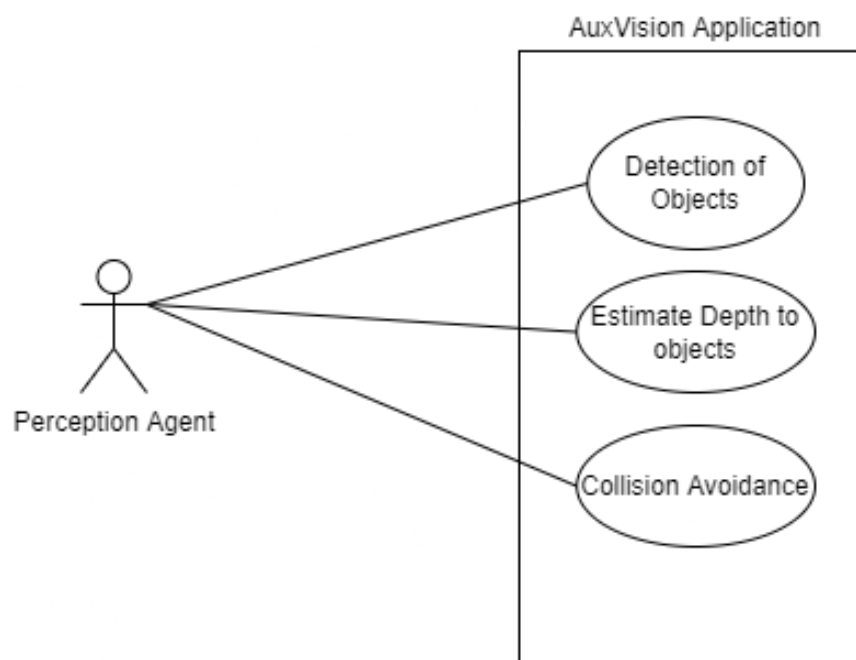 AuxVision Application
Detection of
Objects
Estimate Depth to
objects
Collision Avoidance
Perception Agent